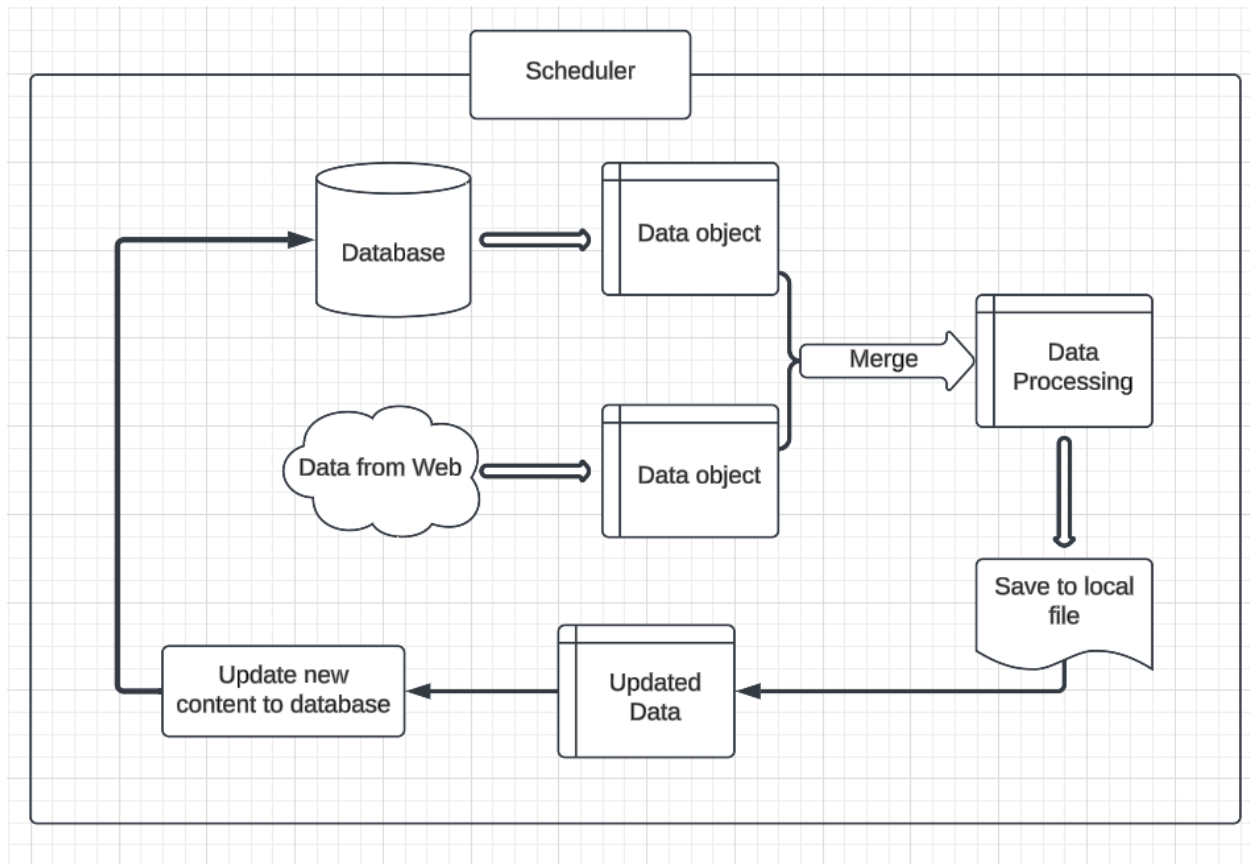 Scheduler
Database
Data object
Data from Web
Data object
Merge
Data
Processing
Save to local
file
Updated
Data
Update new
content to database